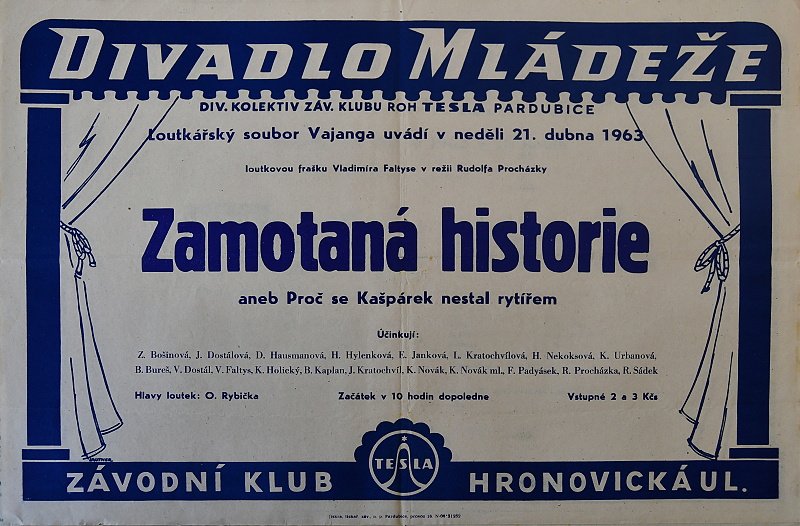 DIVADLO MLÁDEŽE
DIV. KOLEKTIV ZÁV. KLUBU ROH TESLA PARDUBICE
Loutkářský soubor Vajanga uvádí v neděli 21. dubna 1963
loutkovou frašku Vladimíra Faltyse v režii Rudolfa Procházky
Zamotaná historie
aneb Proč se Kašpárek nestal rytířem
Účinkují:
Z. Bošinová, J. Dostálová, D. Hausmanová, H. Hylenková, E. Janková, L. Kratochvílová, H. Nekoksová, K. Urbanová,
B. Bureš, V. Dostál, V. Faltys, K. Holický, B. Kaplan, J. Kratochvíl, K. Novák, K. Novák ml., F. Padyásek, R. Procházka, R. Sádek
Hlavy loutek: O. Rybička Začátek v 10 hodin dopoledne Vstupné 2 a 3 Kčs
TESLA
ZÁVODNÍ KLUB HRONOVICKÁ UL.